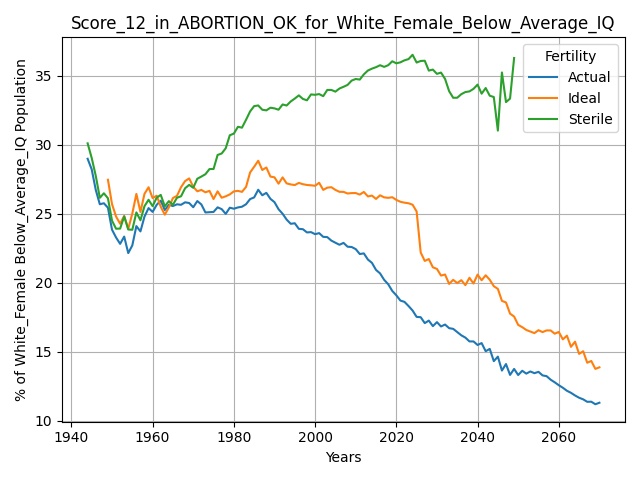 Score_12_in_ABORTION_OK_for_White_Female_Below_Average_IQ
% of White_Female Below_Average_IQ Population
35
30
25
20
15
10
Fertility
Actual
Ideal
Sterile
1940
1960
1980
2000
2020
2040
2060
Years